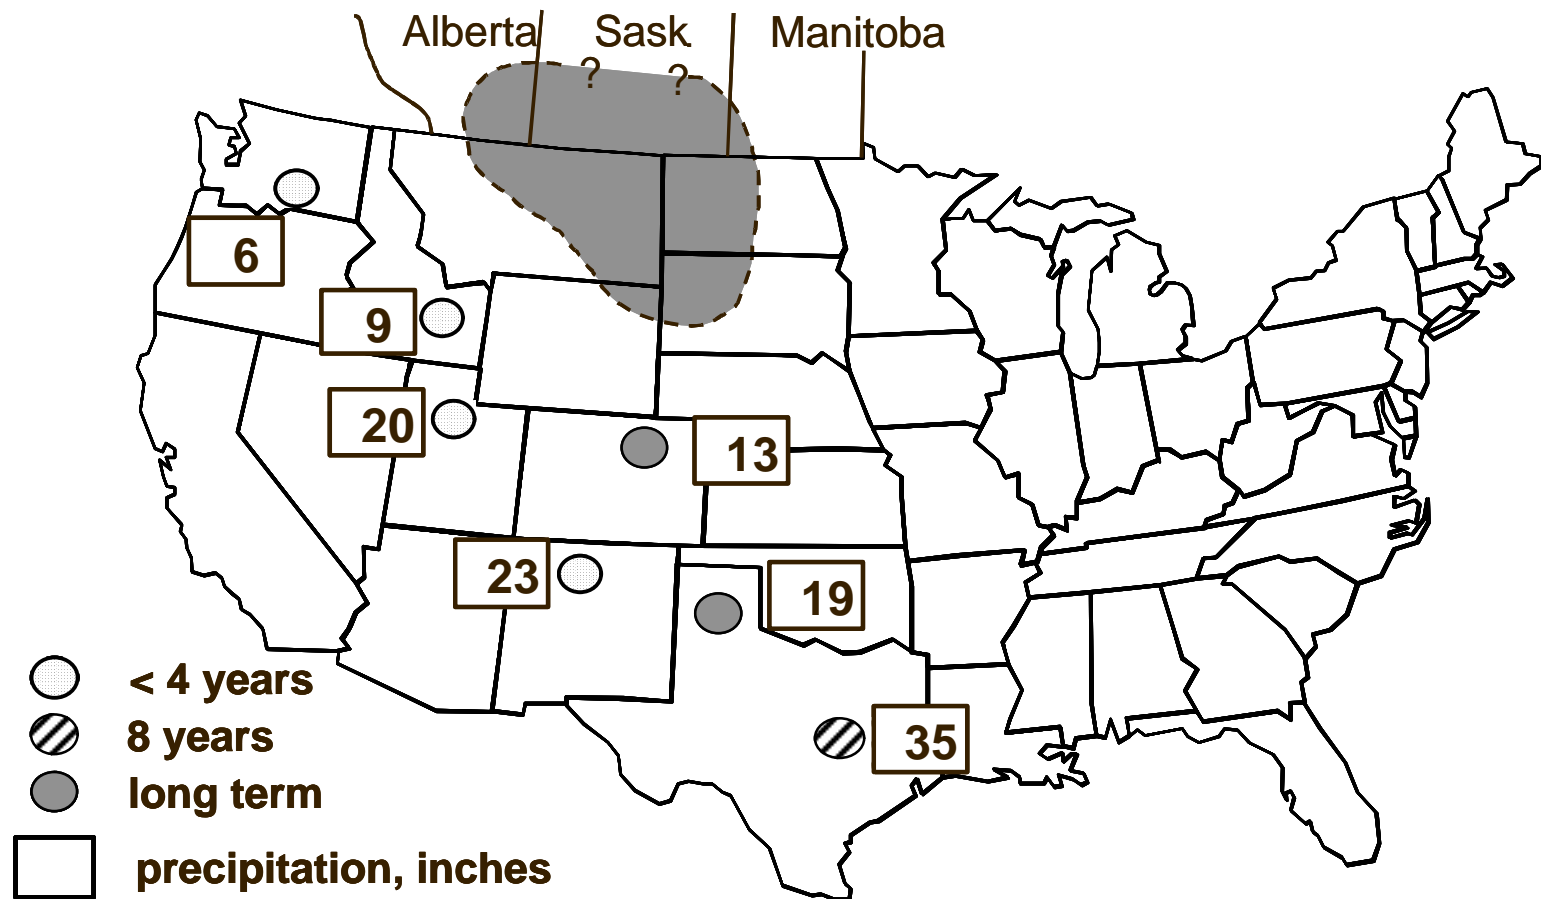 Alberta Sask. Manitoba
? ?
6
9
20
13
23
19
35
< 4 years
8 years
long term
precipitation, inches